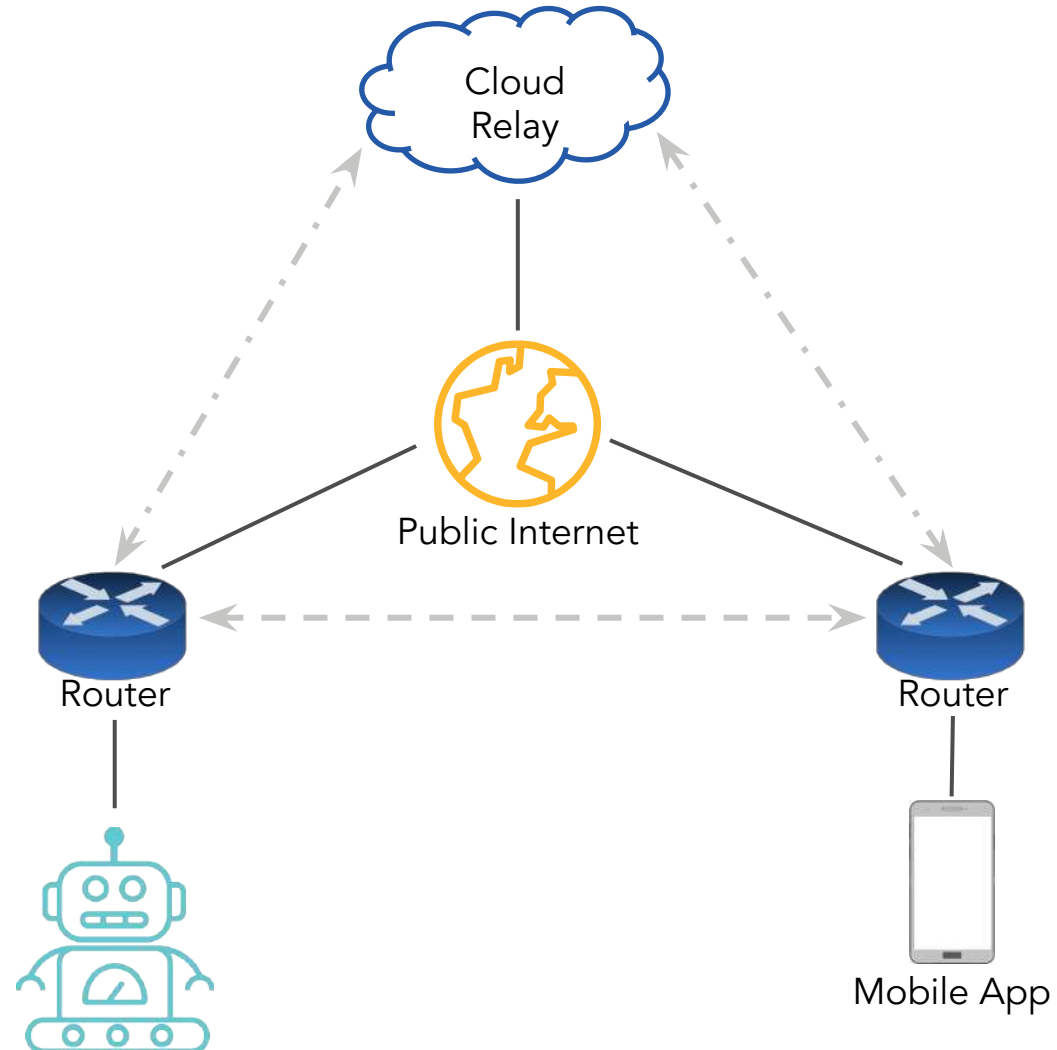 Cloud
Relay
Public Internet
Router
Router
Mobile App